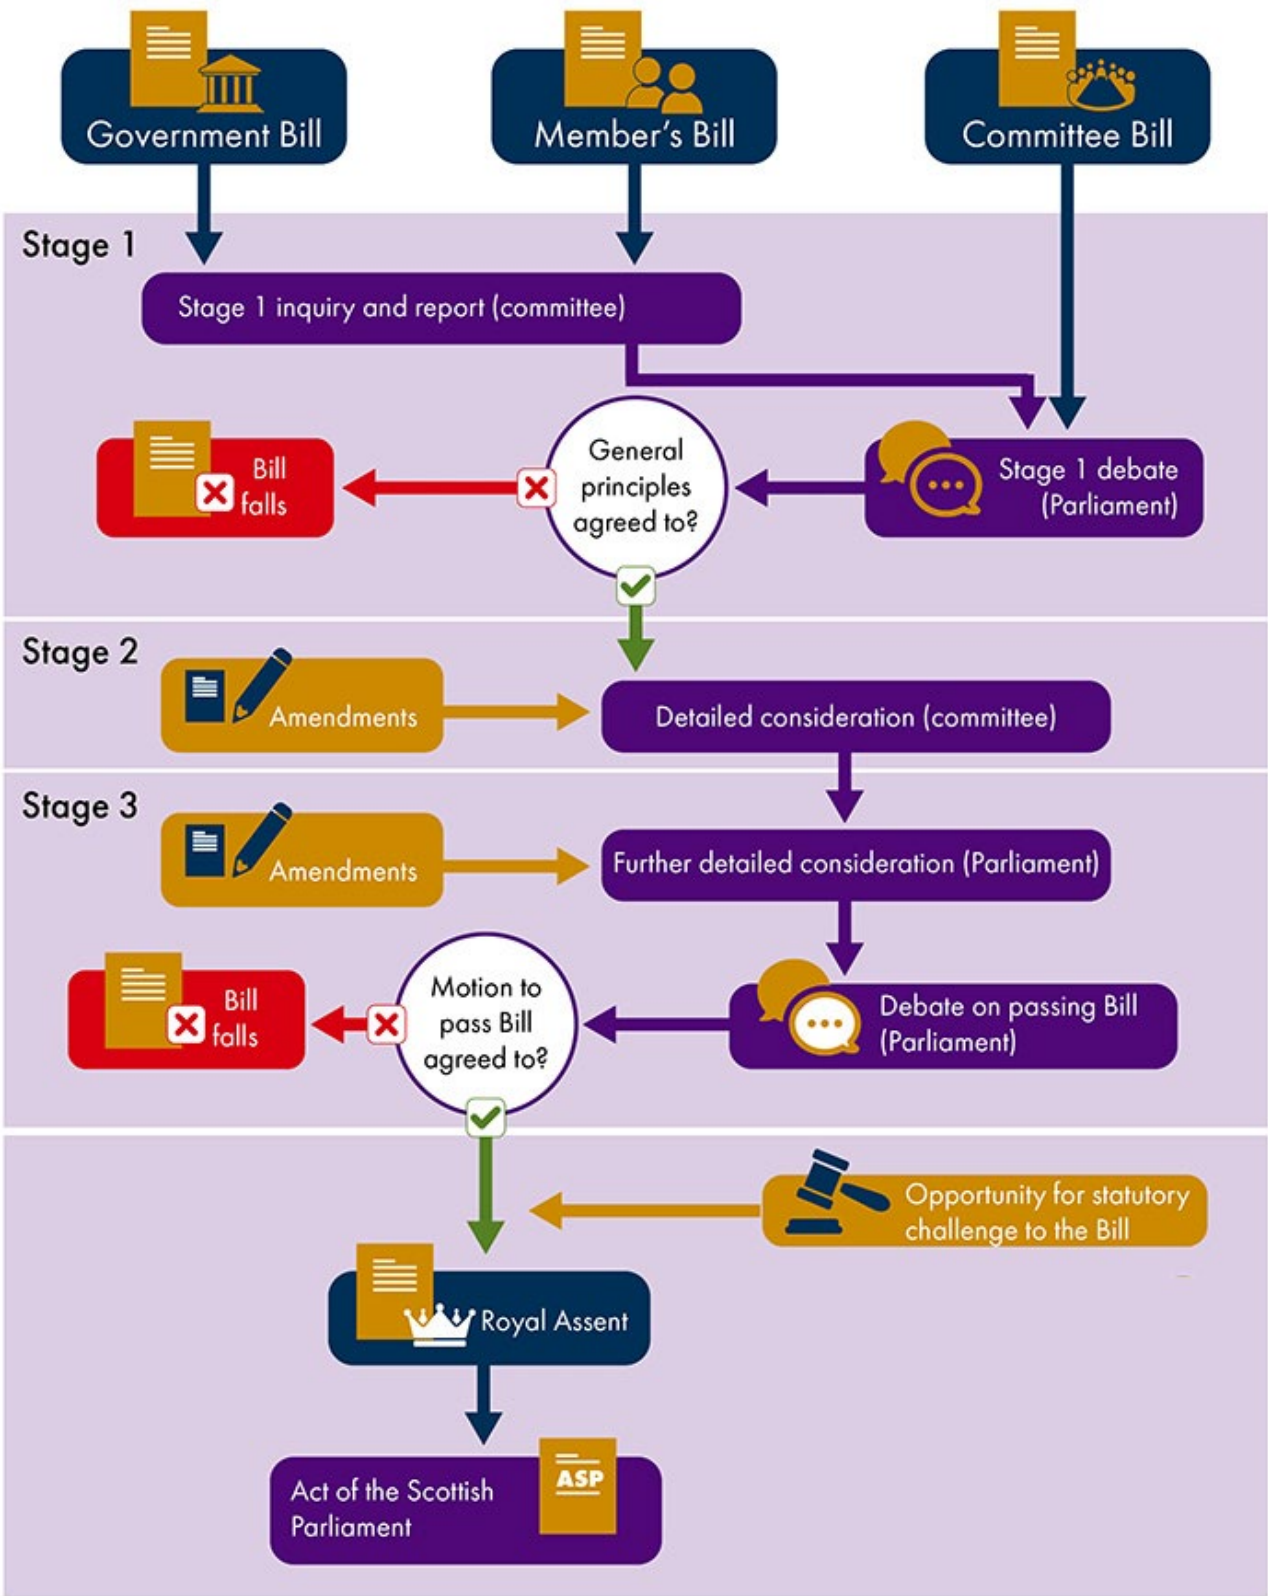 Government Bill
Member's Bill
Committee Bill
Stage 1
Stage 1 inquiry and report (committee)
Bill
falls
General
principles
agreed to?
Stage 1 debate
(Parliament)
Stage 2
Amendments
Detailed consideration (committee)
Stage 3
Amendments
Further detailed consideration (Parliament)
Bill
falls
Motion to
pass Bill
agreed to?
Debate on passing Bill
(Parliament)
Opportunity for statutory
challenge to the Bill
Royal Assent
Act of the Scottish
Parliament
ASP